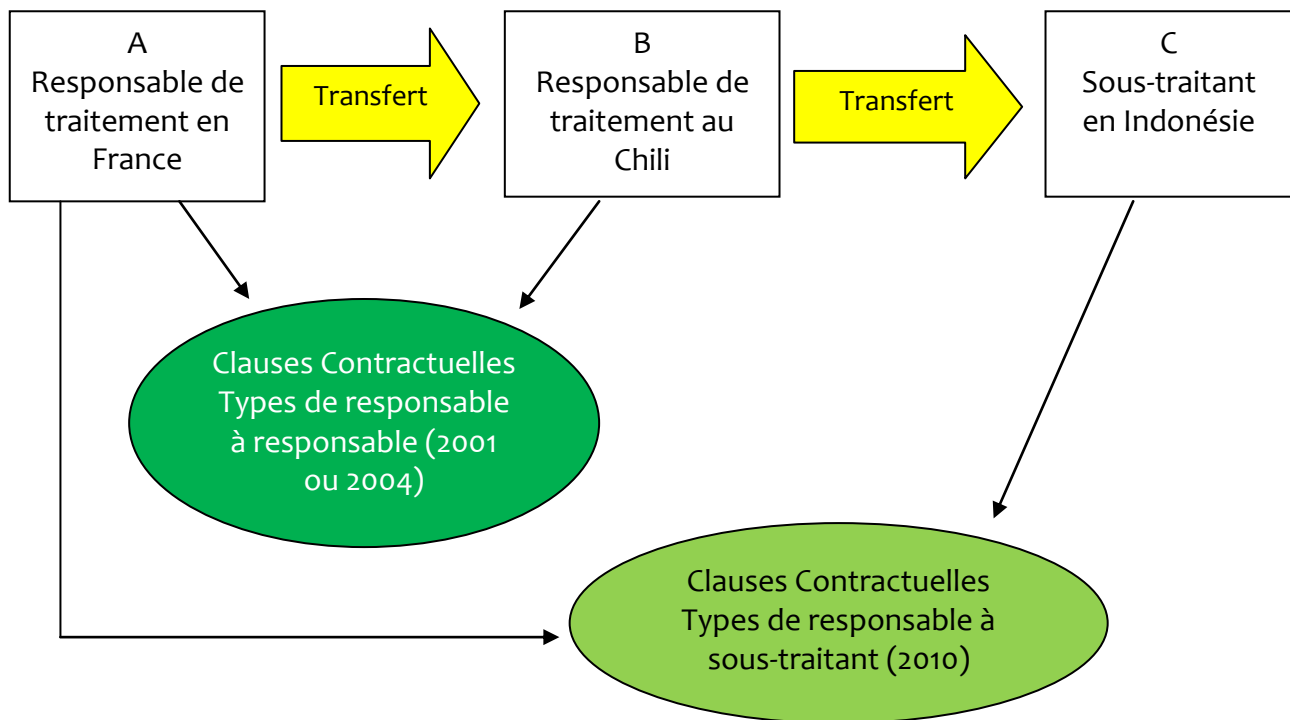 A
Responsable de
traitement en
France
Transfert
B
Responsable de
traitement au
Chili
Transfert
C
Sous-traitant
en Indonésie
Clauses Contractuelles
Types de responsable
à responsable (2001
ou 2004)
Clauses Contractuelles
Types de responsable à
sous-traitant (2010)